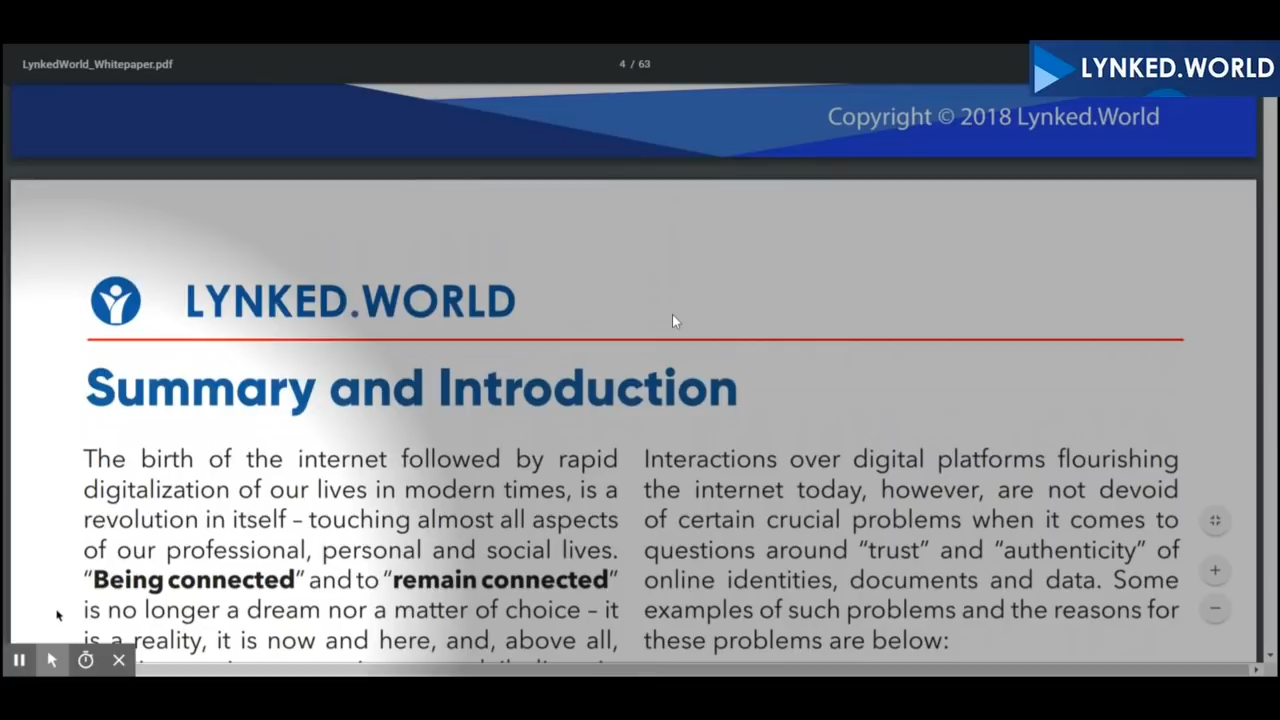 LynkedWorld_Whitepaper.pdf
4 / 63
LYNKED.WORLD
Copyright © 2018 Lynked.World
LYNKED.WORLD
Summary and Introduction
The birth of the internet followed by rapid
digitalization of our lives in modern times, is a
revolution in itself – touching almost all aspects
of our professional, personal and social lives.
“Being connected” and to “remain connected”
is no longer a dream nor a matter of choice – it
is a reality, it is now and here, and, above all,
Interactions over digital platforms flourishing
the internet today, however, are not devoid
of certain crucial problems when it comes to
questions around “trust” and “authenticity” of
online identities, documents and data. Some
examples of such problems and the reasons for
these problems are below: